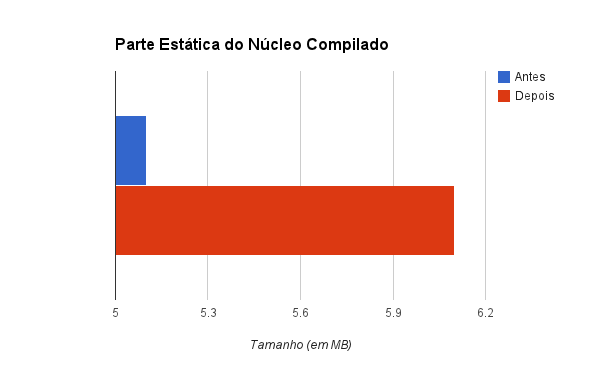 Parte Estática do Núcleo Compilado
Antes
Depois
5 5.3 5.6 5.9 6.2
Tamanho (em MB)